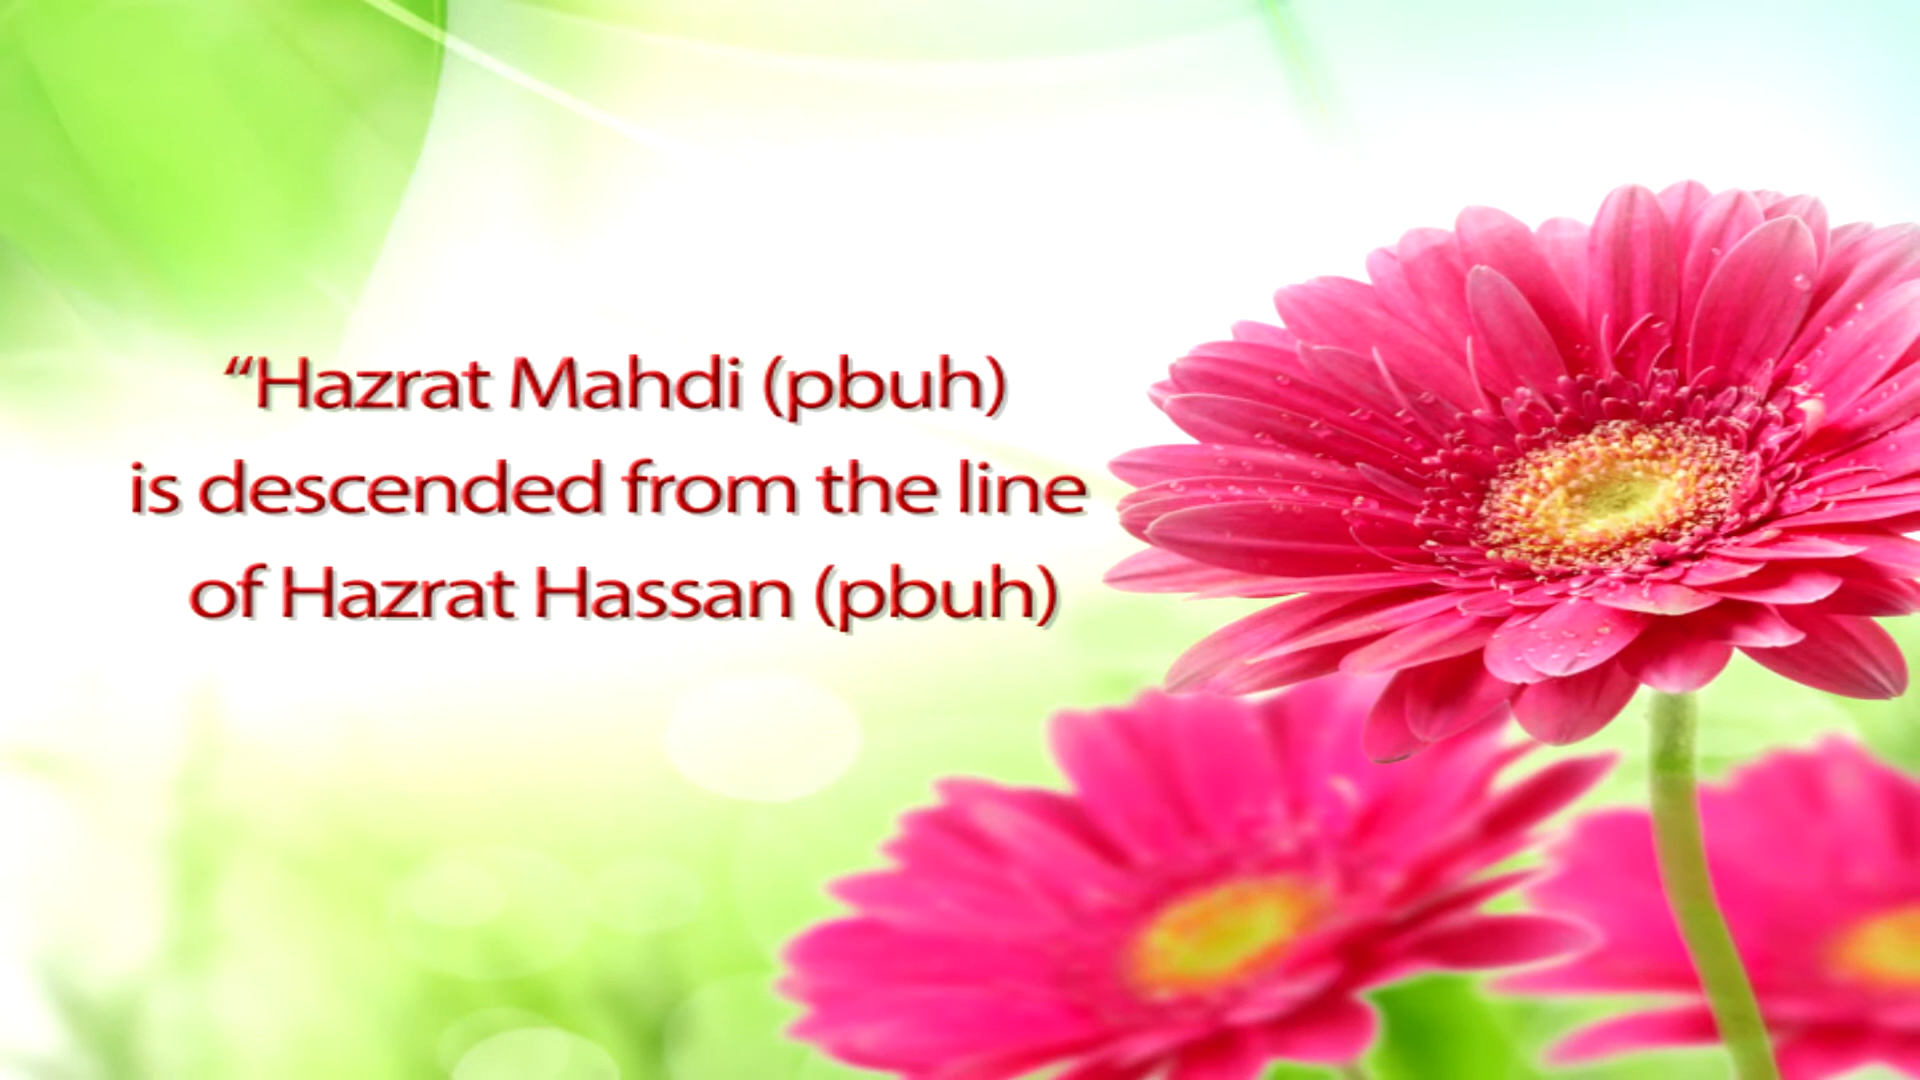 “Hazrat Mahdi (pbuh)
is descended from the line
of Hazrat Hassan (pbuh)